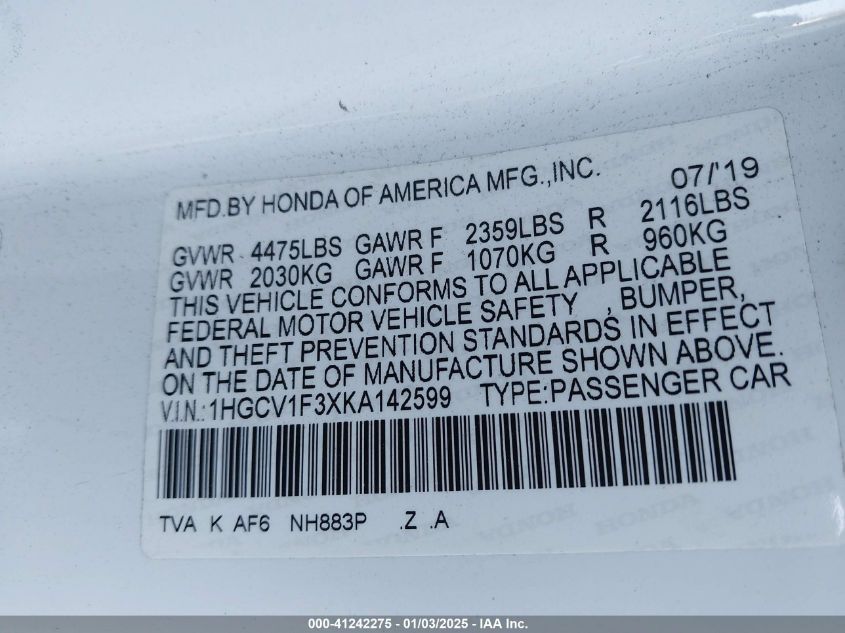 MFD.BY HONDA OF AMERICA MFG.,INC. 07/'19
GVWR 4475LBS GAWR F 2359LBS R 2116LBS
GVWR 2030KG GAWR F 1070KG R 960KG
THIS VEHICLE CONFORMS TO ALL APPLICABLE
FEDERAL MOTOR VEHICLE SAFETY , BUMPER,
AND THEFT PREVENTION STANDARDS IN EFFECT
ON THE DATE OF MANUFACTURE SHOWN ABOVE.
V.I.N.:1HGCV1F3XKA142599 TYPE:PASSENGER CAR
TVA K AF6 NH883P .Z .A
000-41242275 - 01/03/2025 - IAA Inc.